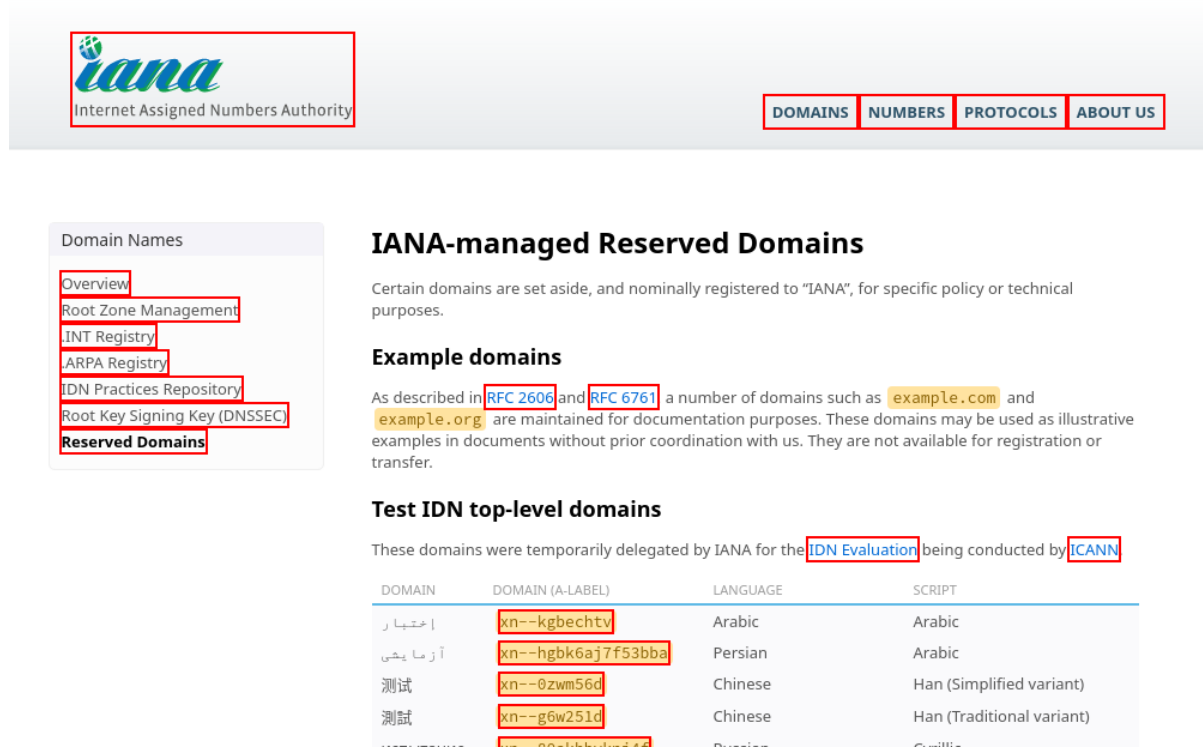 iana
Internet Assigned Numbers Authority
DOMAINS NUMBERS PROTOCOLS ABOUT US
Domain Names
Overview
Root Zone Management
.INT Registry
.ARPA Registry
IDN Practices Repository
Root Key Signing Key (DNSSEC)
Reserved Domains
IANA-managed Reserved Domains
Certain domains are set aside, and nominally registered to “IANA”, for specific policy or technical
purposes.
Example domains
As described in RFC 2606 and RFC 6761 a number of domains such as example.com and
example.org are maintained for documentation purposes. These domains may be used as illustrative
examples in documents without prior coordination with us. They are not available for registration or
transfer.
Test IDN top-level domains
These domains were temporarily delegated by IANA for the IDN Evaluation being conducted by ICANN.
DOMAIN DOMAIN (A-LABEL) LANGUAGE SCRIPT
إختبار xn--kgbechtv Arabic Arabic
آزمایشی xn--hgbk6aj7f53bba Persian Arabic
测试 xn--0zwm56d Chinese Han (Simplified variant)
測試 xn--g6w251d Chinese Han (Traditional variant)